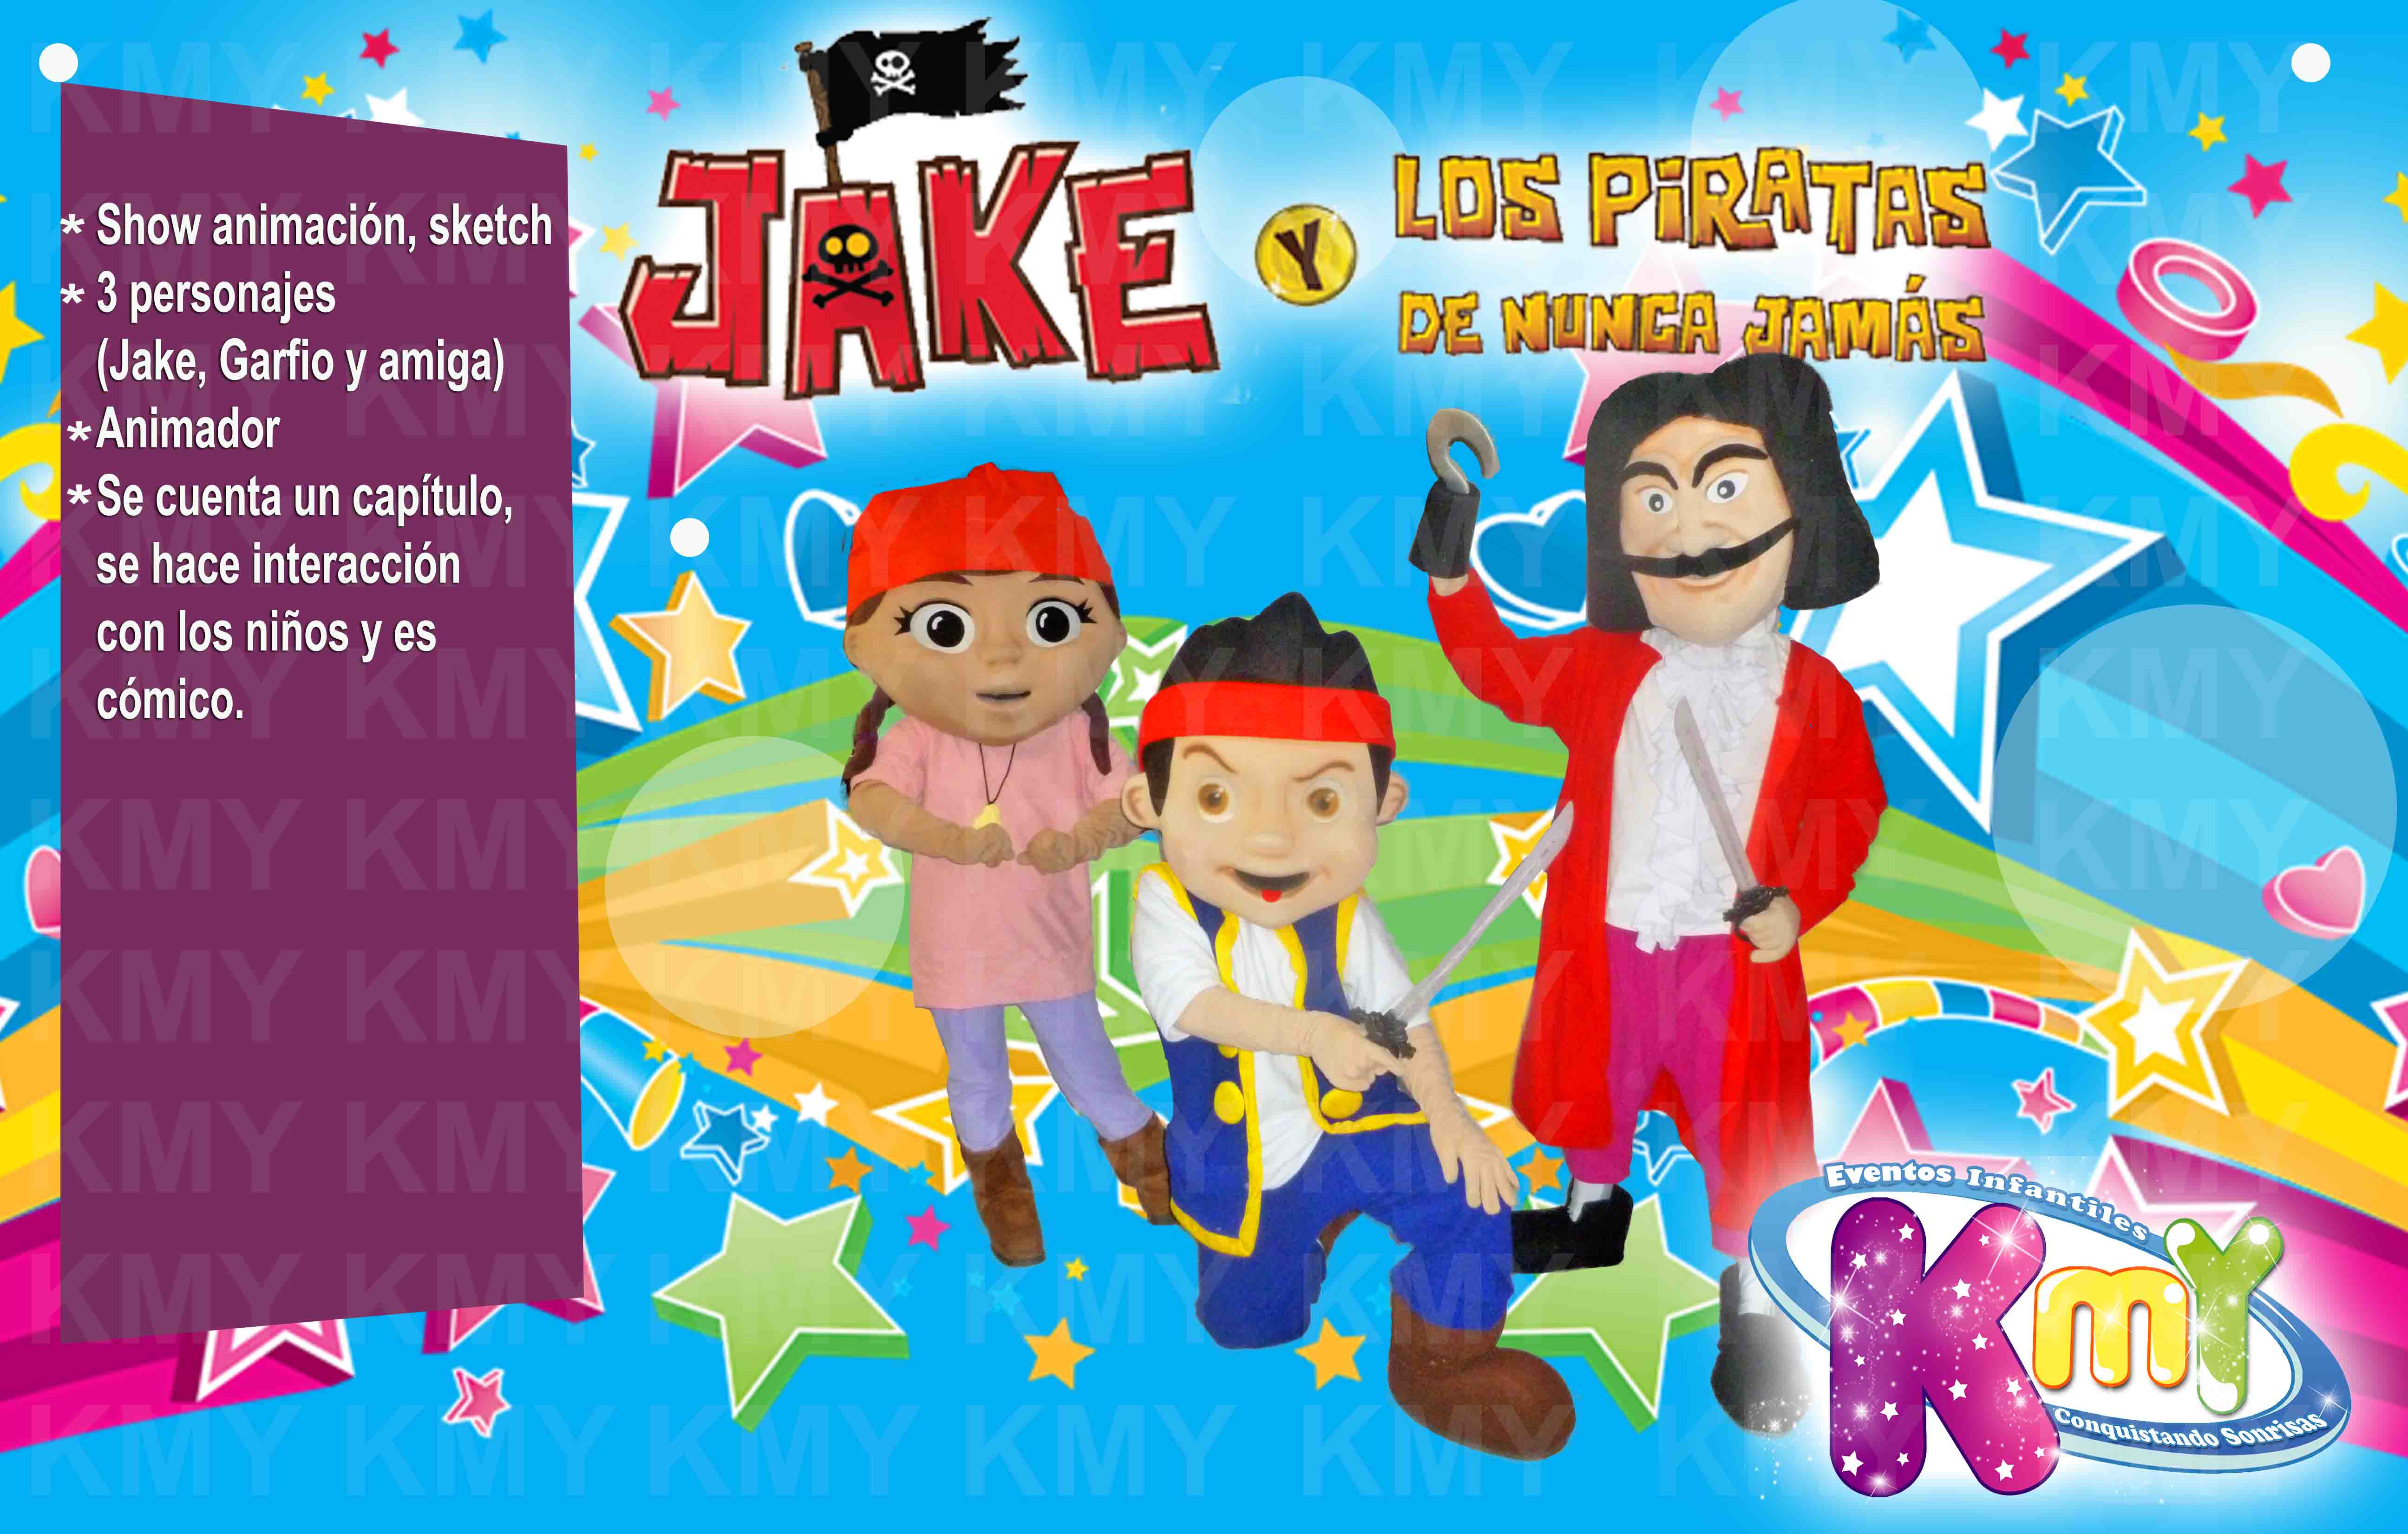 JAKE Y LOS PIRATAS
DE NUNCA JAMÁS
* Show animación, sketch
* 3 personajes
(Jake, Garfio y amiga)
* Animador
* Se cuenta un capítulo,
se hace interacción
con los niños y es
cómico.
Eventos Infantiles
KmY
Conquistando Sonrisas